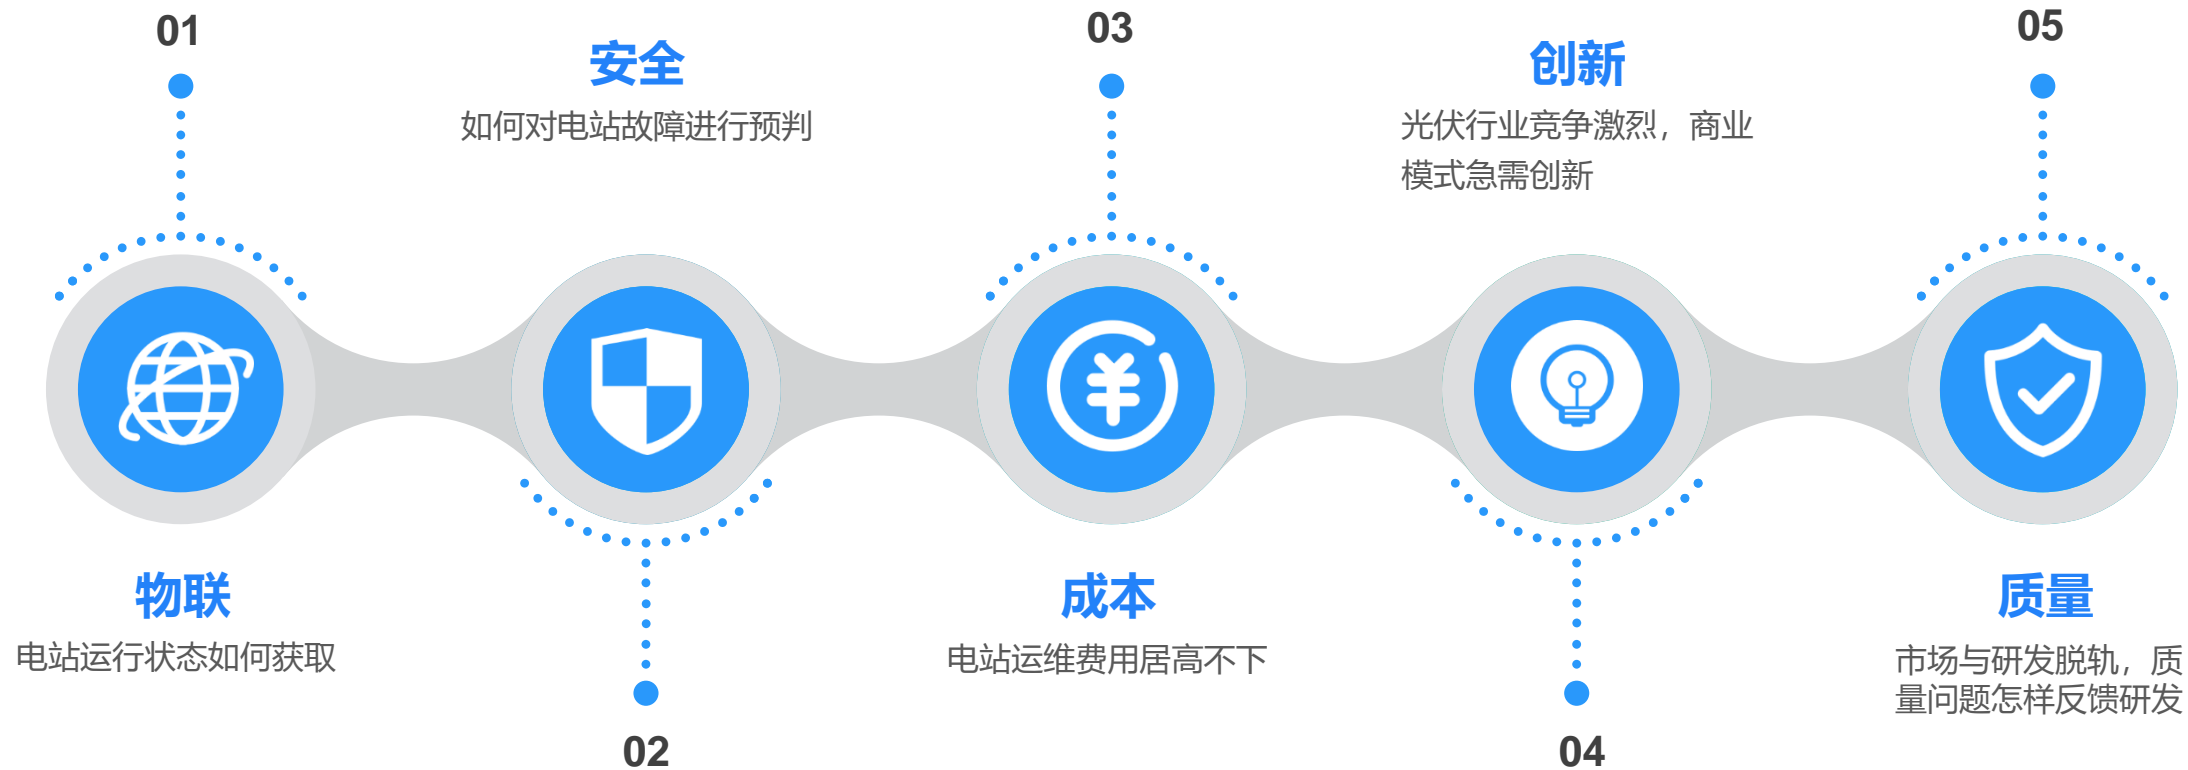 01
物联
电站运行状态如何获取
安全
如何对电站故障进行预判
02
03
成本
电站运维费用居高不下
创新
光伏行业竞争激烈，商业
模式急需创新
04
05
质量
市场与研发脱轨，质
量问题怎样反馈研发